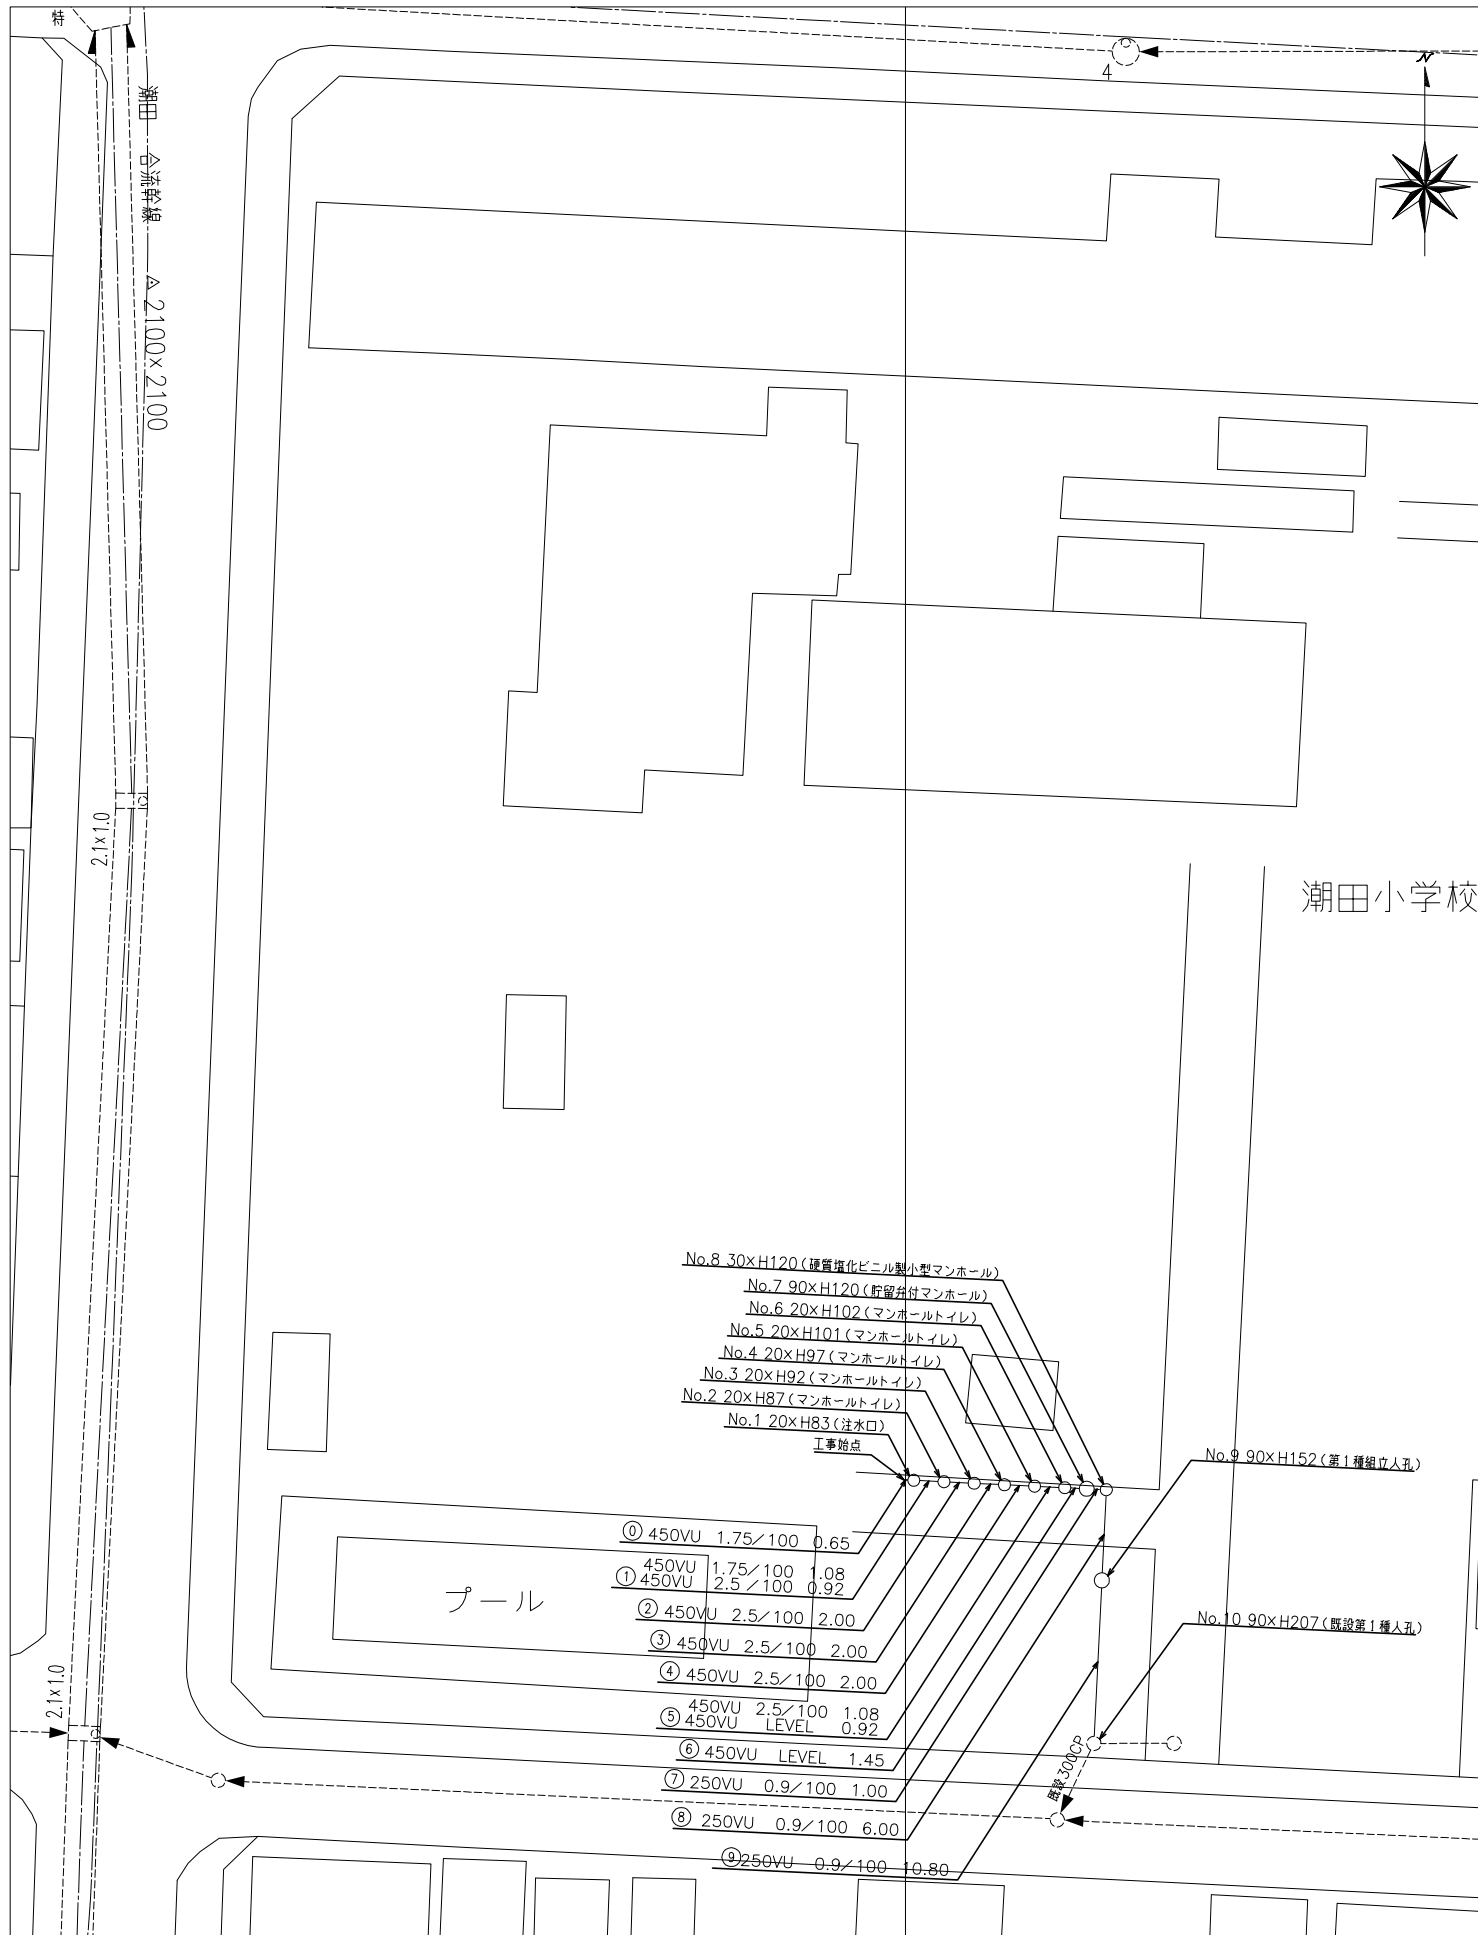 特
4
N
潮田 合流幹線 2100×2100
2.1×1.0
潮田小学校
No.8 30×H120(硬質塩化ビニル製小型マンホール)
No.7 90×H120(貯留弁付マンホール)
No.6 20×H102(マンホールトイレ)
No.5 20×H101(マンホールトイレ)
No.4 20×H97(マンホールトイレ)
No.3 20×H92(マンホールトイレ)
No.2 20×H87(マンホールトイレ)
No.1 20×H83(注水口)
工事始点
No.9 90×H152(第1種組立人孔)
⓪ 450VU 1.75/100 0.65
450VU 1.75/100 1.08
① 450VU 2.5/100 0.92
プール
② 450VU 2.5/100 2.00
No.10 90×H207(既設第1種人孔)
③ 450VU 2.5/100 2.00
④ 450VU 2.5/100 2.00
2.1×1.0
450VU 2.5/100 1.08
⑤ 450VU LEVEL 0.92
⑥ 450VU LEVEL 1.45
既設300CP
⑦ 250VU 0.9/100 1.00
⑧ 250VU 0.9/100 6.00
⑨ 250VU 0.9/100 10.80